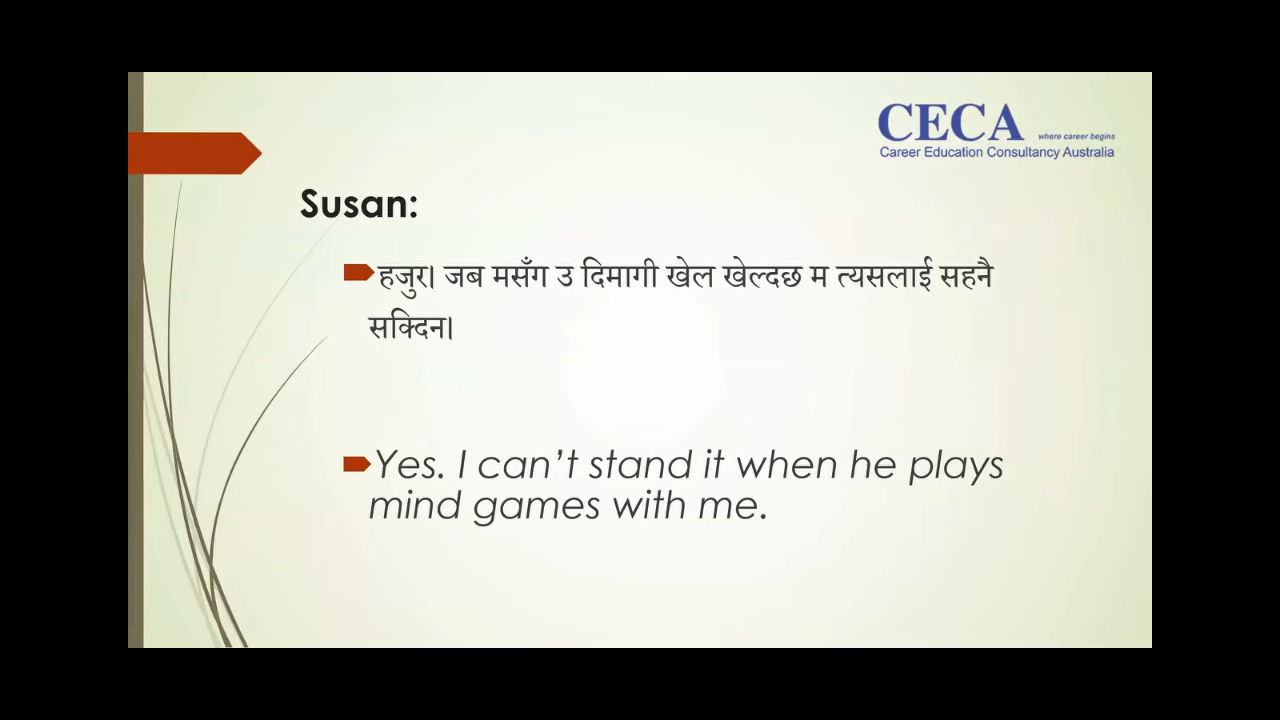 CECA where career begins
Career Education Consultancy Australia
Susan:
हजुर। जब मसँग उ दिमागी खेल खेल्दछ म त्यसलाई सहनै
सक्दिन।
Yes. I can’t stand it when he plays
mind games with me.